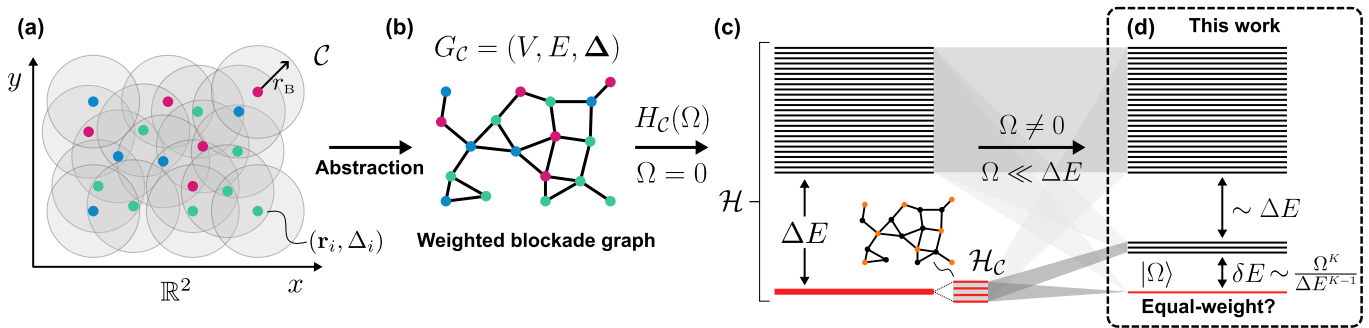 (a)
y
𝒞
r_B
ℝ²
x
(r_i, Δ_i)
Abstraction
(b)
G_𝒞 = (V, E, Δ)
Weighted blockade graph
H_𝒞(Ω)
Ω = 0
(c)
ℋ
ΔE
ℋ_𝒞
Ω ≠ 0
Ω ≪ ΔE
(d) This work
∼ ΔE
|Ω⟩
δE ∼ Ω^K / ΔE^{K−1}
Equal-weight?